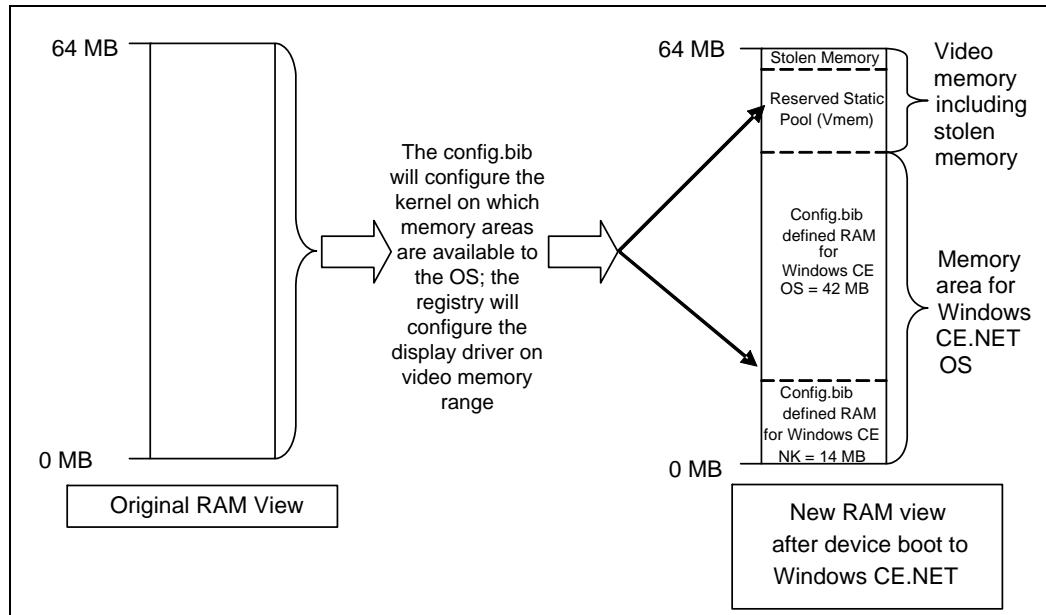 64 MB
0 MB
Original RAM View
The config.bib
will configure the
kernel on which
memory areas
are available to
the OS; the
registry will
configure the
display driver on
video memory
range
64 MB
Stolen Memory
Reserved Static
Pool (Vmem)
Config.bib
defined RAM
for
Windows CE
OS = 42 MB
Config.bib
defined RAM
for Windows CE
NK = 14 MB
0 MB
Video
memory
including
stolen
memory
Memory
area for
Windows
CE.NET
OS
New RAM view
after device boot to
Windows CE.NET